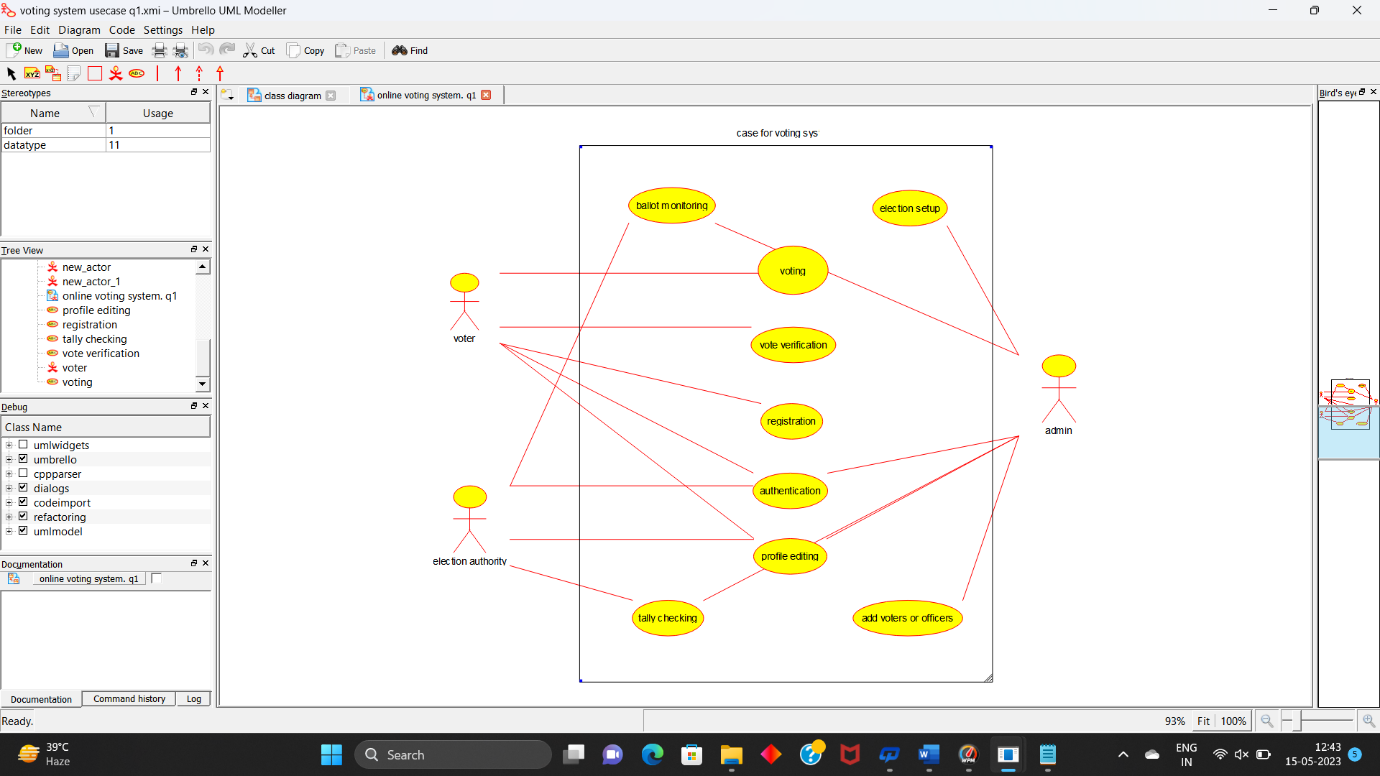 voting system usecase q1.xmi – Umbrello UML Modeller
File Edit Diagram Code Settings Help
New Open Save Cut Copy Paste Find
XYZ ABC
Stereotypes
Name Usage
folder 1
datatype 11
Tree View
new_actor
new_actor_1
online voting system. q1
profile editing
registration
tally checking
vote verification
voter
voting
Debug
Class Name
umlwidgets
umbrello
cppparser
dialogs
codeimport
refactoring
umlmodel
Documentation
online voting system. q1
Documentation Command history Log
class diagram online voting system. q1
case for voting sys
ballot monitoring
election setup
voting
voter
vote verification
registration
admin
authentication
election authority
profile editing
tally checking
add voters or officers
Bird's eye
Ready.
93% Fit 100%
39°C
Haze
Search
ENG
IN
12:43
15-05-2023
5